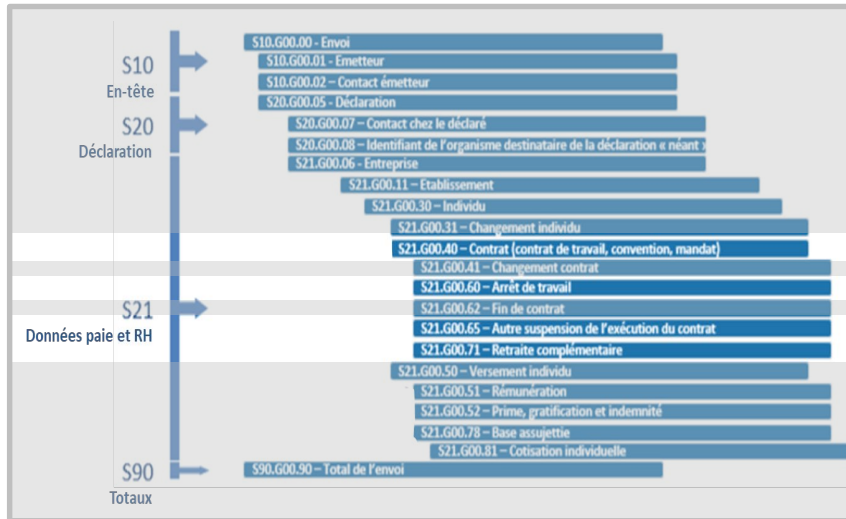 S10
En-tête
S20
Déclaration
S21
Données paie et RH
S90
Totaux
S10.G00.00 - Envoi
S10.G00.01 - Emetteur
S10.G00.02 – Contact émetteur
S20.G00.05 - Déclaration
S20.G00.07 – Contact chez le déclaré
S20.G00.08 – Identifiant de l'organisme destinataire de la déclaration « néant »
S21.G00.06 - Entreprise
S21.G00.11 – Etablissement
S21.G00.30 – Individu
S21.G00.31 – Changement individu
S21.G00.40 – Contrat (contrat de travail, convention, mandat)
S21.G00.41 – Changement contrat
S21.G00.60 – Arrêt de travail
S21.G00.62 – Fin de contrat
S21.G00.65 – Autre suspension de l'exécution du contrat
S21.G00.71 – Retraite complémentaire
S21.G00.50 – Versement individu
S21.G00.51 – Rémunération
S21.G00.52 – Prime, gratification et indemnité
S21.G00.78 – Base assujettie
S21.G00.81 – Cotisation individuelle
S90.G00.90 – Total de l'envoi